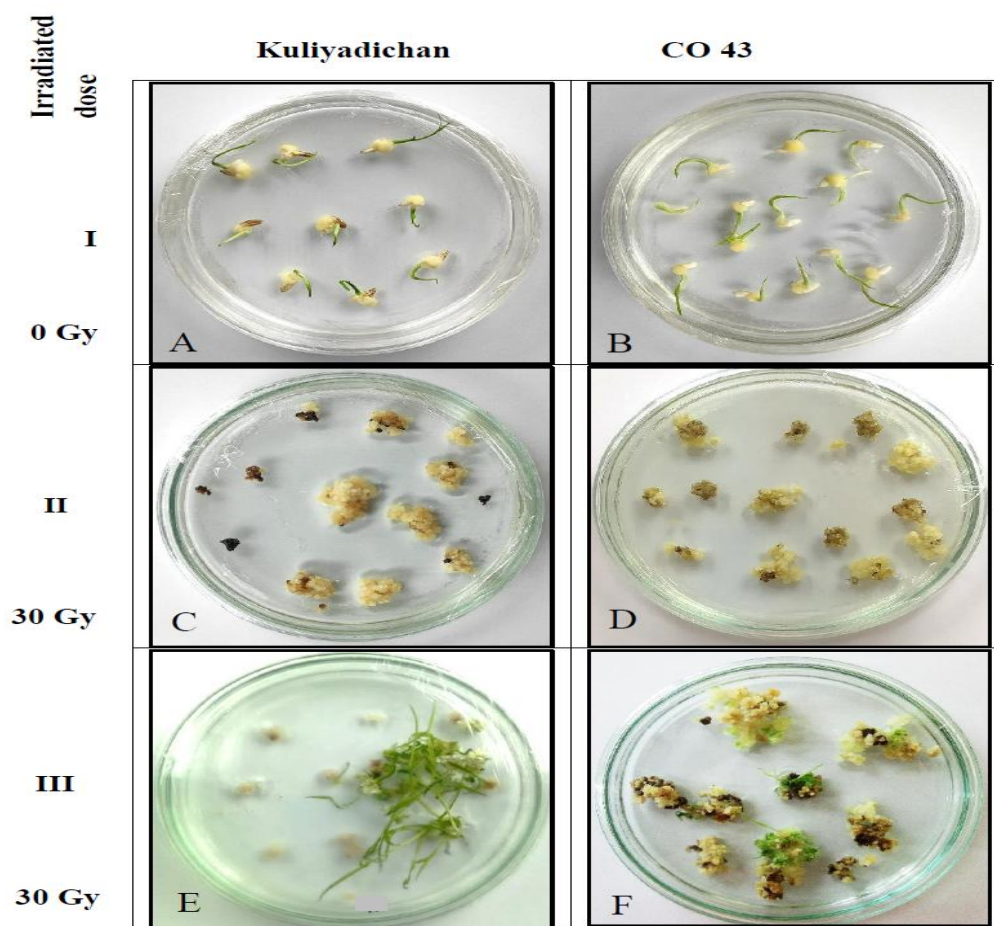 Irradiated
dose
Kuliyadichan
CO 43
I
0 Gy
A
B
II
30 Gy
C
D
III
30 Gy
E
F